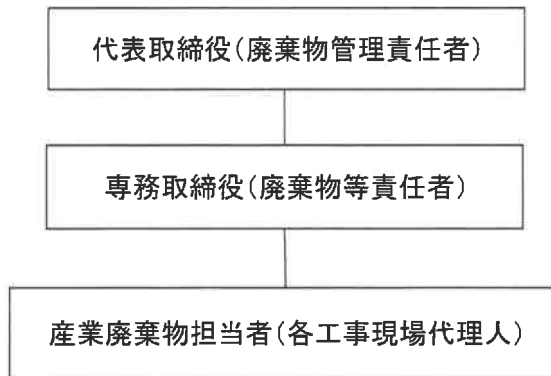 代表取締役(廃棄物管理責任者)
専務取締役(廃棄物等責任者)
産業廃棄物担当者(各工事現場代理人)